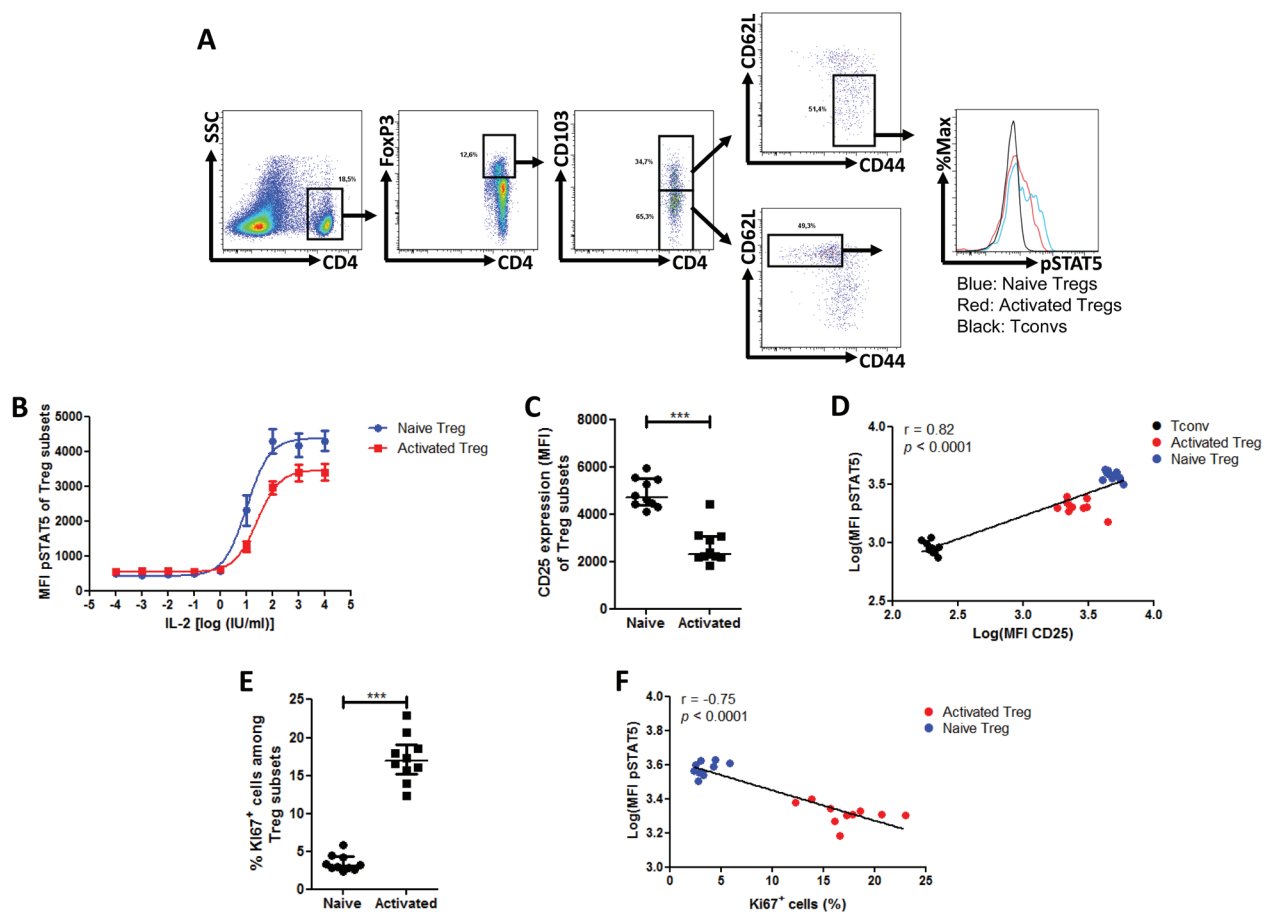 A
SSC
18,5%
CD4
FoxP3
12,6%
CD4
CD103
34,7%
65,3%
CD4
CD62L
51,4%
CD44
CD62L
49,3%
CD44
%Max
pSTAT5
Blue: Naive Tregs
Red: Activated Tregs
Black: Tconvs
B
MFI pSTAT5 of Treg subsets
5000
4000
3000
2000
1000
0
-5 -4 -3 -2 -1 0 1 2 3 4 5
IL-2 [log (IU/ml)]
Naive Treg
Activated Treg
C
CD25 expression (MFI)
of Treg subsets
8000
6000
4000
2000
0
***
Naive Activated
D
Log(MFI pSTAT5)
4.0
3.5
3.0
2.5
r = 0.82
p < 0.0001
2.0 2.5 3.0 3.5 4.0
Log(MFI CD25)
Tconv
Activated Treg
Naive Treg
E
% KI67+ cells among
Treg subsets
25
20
15
10
5
0
***
Naive Activated
F
Log(MFI pSTAT5)
4.0
3.8
3.6
3.4
3.2
3.0
r = -0.75
p < 0.0001
0 5 10 15 20 25
Ki67+ cells (%)
Activated Treg
Naive Treg